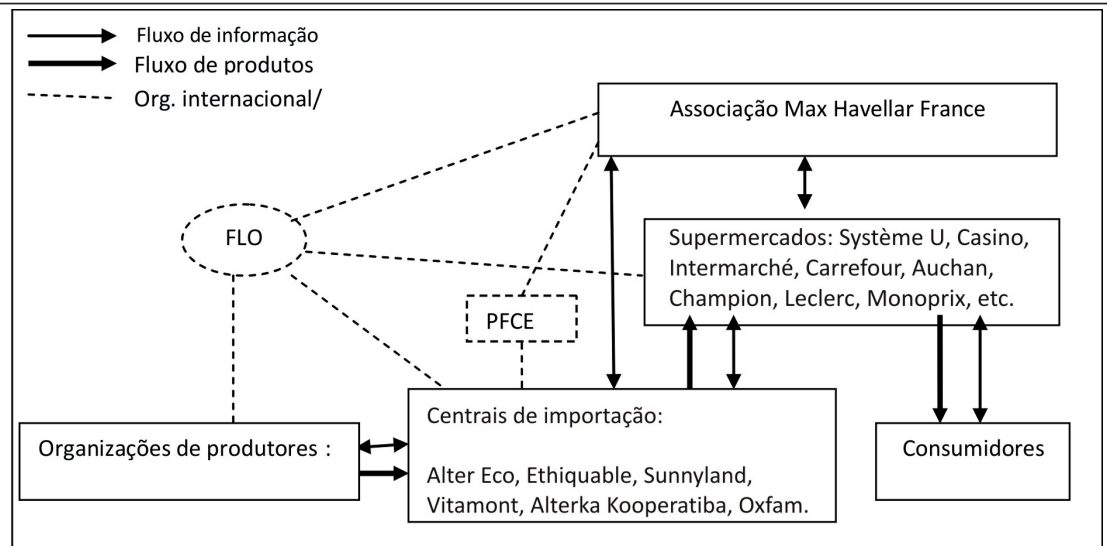 Fluxo de informação
Fluxo de produtos
Org. internacional/
Associação Max Havellar France
FLO
Supermercados: Système U, Casino,
Intermarché, Carrefour, Auchan,
Champion, Leclerc, Monoprix, etc.
PFCE
Centrais de importação:
Alter Eco, Ethiquable, Sunnyland,
Vitamont, Alterka Kooperatiba, Oxfam.
Organizações de produtores :
Consumidores